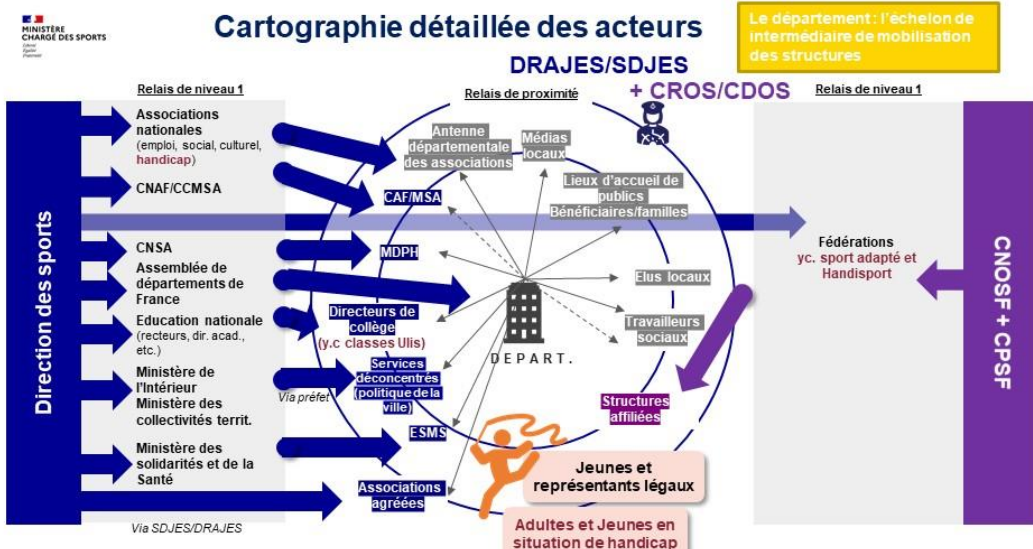 MINISTÈRE
CHARGÉ DES SPORTS
Liberté
Égalité
Fraternité
Cartographie détaillée des acteurs
Le département : l'échelon de
intermédiaire de mobilisation
des structures
DRAJES/SDJES
+ CROS/CDOS
Relais de niveau 1
Relais de proximité
Relais de niveau 1
Direction des sports
Associations
nationales
(emploi, social, culturel,
handicap)
CNAF/CCMSA
CNSA
Assemblée de
départements de
France
Education nationale
(recteurs, dir. acad.,
etc.)
Ministère de
l'Intérieur
Ministère des
collectivités territ.
Via préfet
Ministère des
solidarités et de la
Santé
Via SDJES/DRAJES
Antenne
départementale
des associations
Médias
locaux
Lieux d'accueil de
publics
Bénéficiaires/familles
CAF/MSA
MDPH
Elus locaux
Directeurs de
collège
(y.c classes Ulis)
DEPART.
Travailleurs
sociaux
Services
déconcentrés
(politique de la
ville)
Structures
affiliées
ESMS
Associations
agréées
Jeunes et
représentants légaux
Adultes et Jeunes en
situation de handicap
Fédérations
yc. sport adapté et
Handisport
CNOSF + CPSF